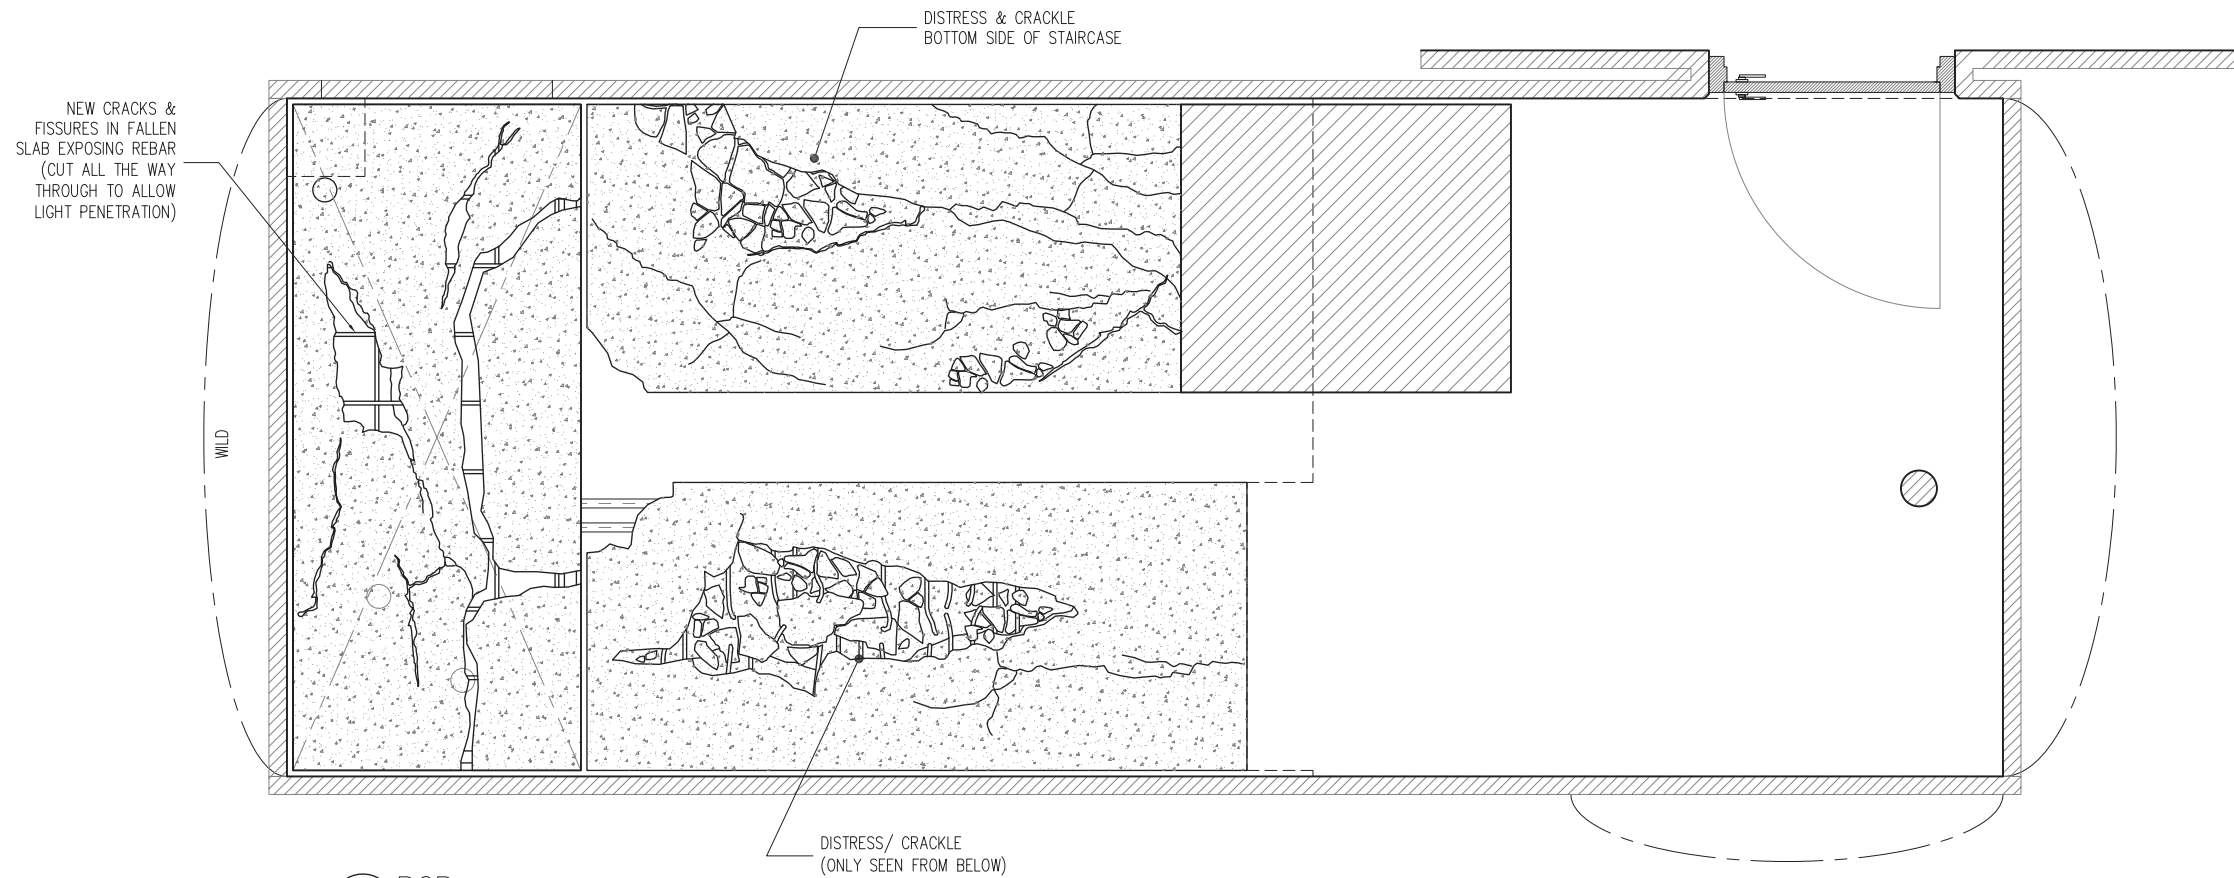 DISTRESS & CRACKLE
BOTTOM SIDE OF STAIRCASE
NEW CRACKS &
FISSURES IN FALLEN
SLAB EXPOSING REBAR
(CUT ALL THE WAY
THROUGH TO ALLOW
LIGHT PENETRATION)
WILD
DISTRESS/ CRACKLE
(ONLY SEEN FROM BELOW)